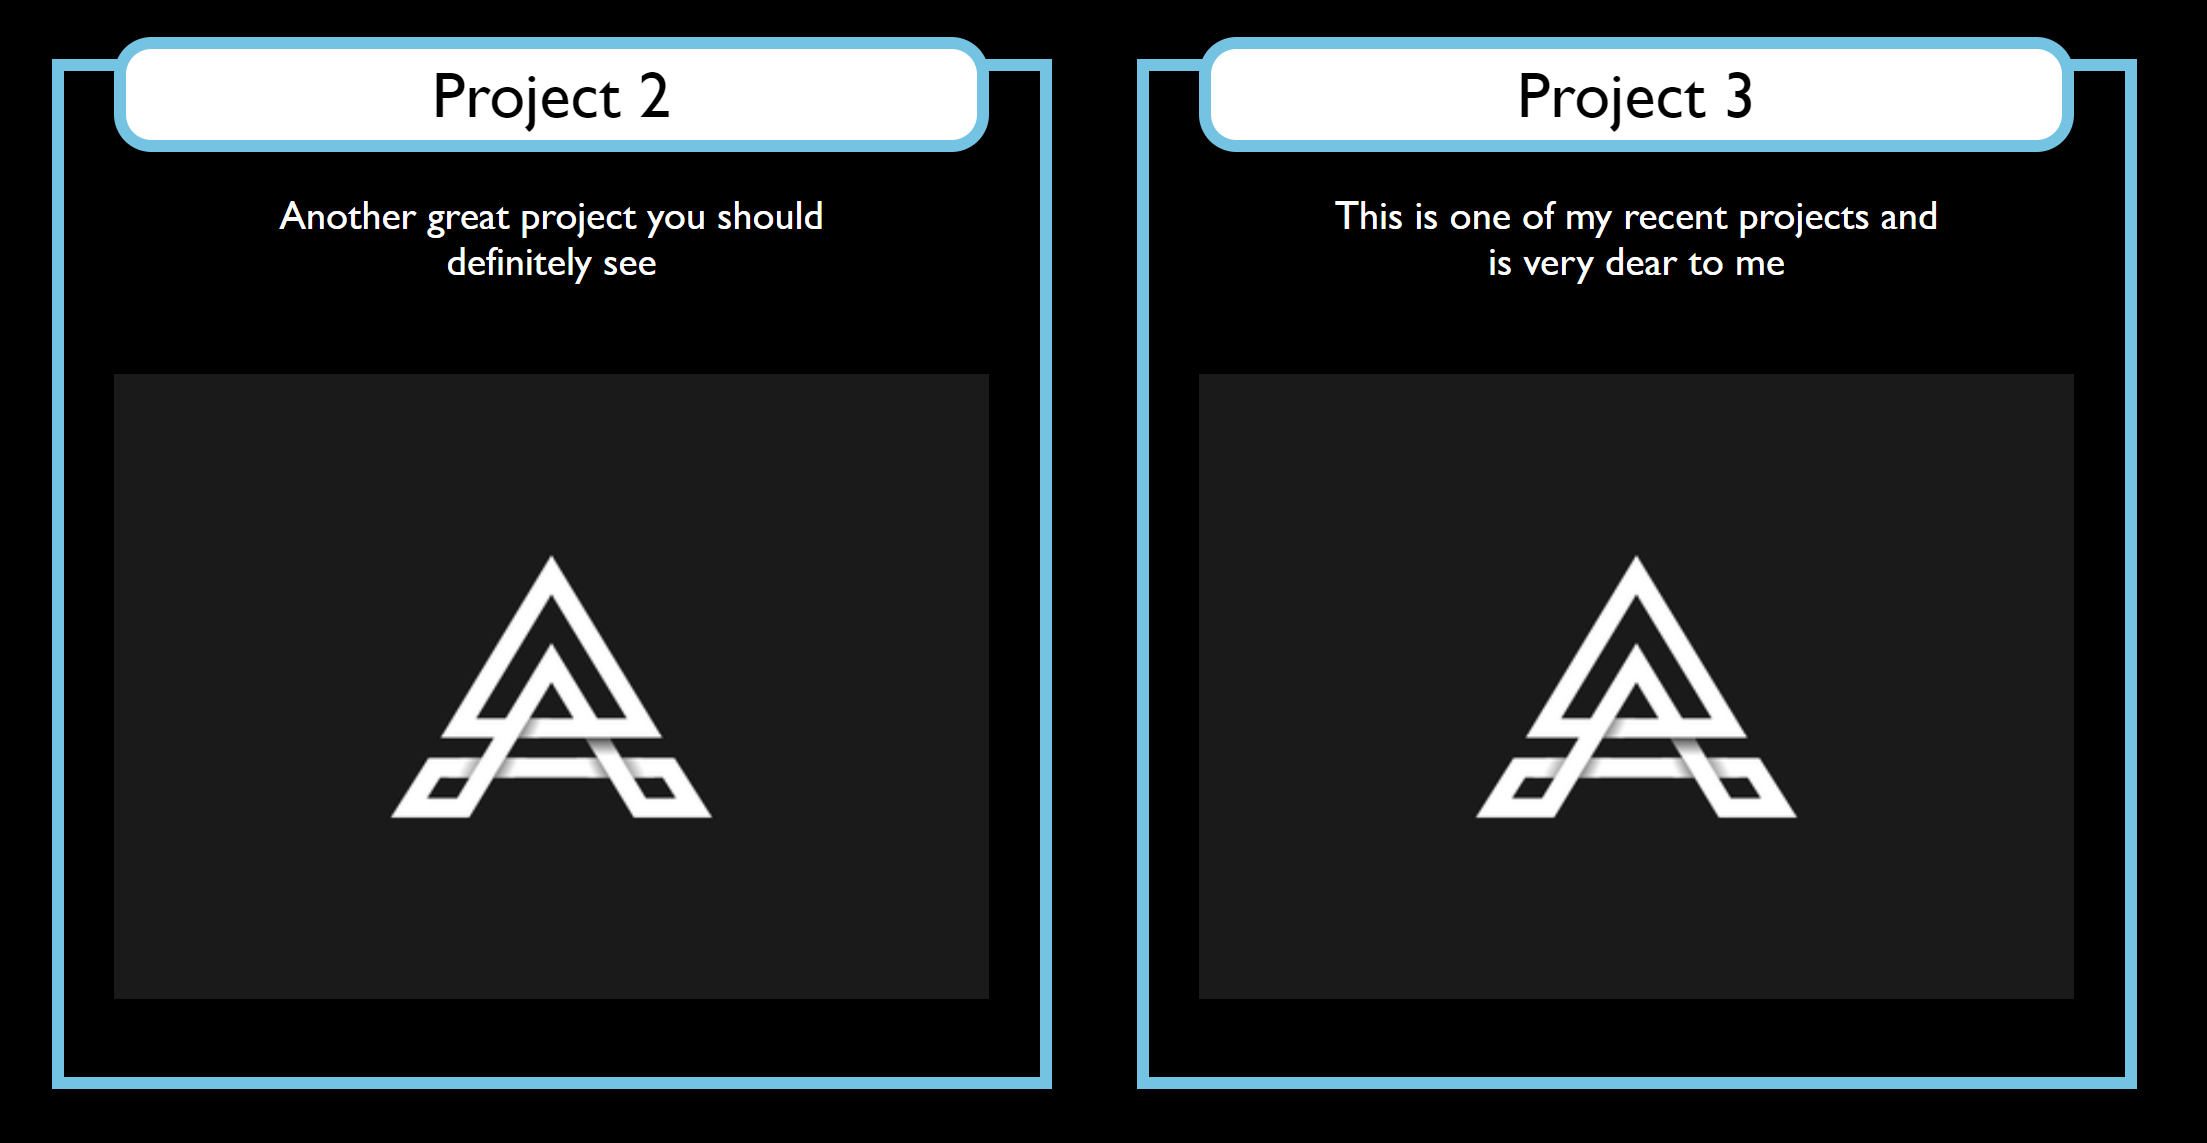 Project 2
Another great project you should
definitely see
Project 3
This is one of my recent projects and
is very dear to me